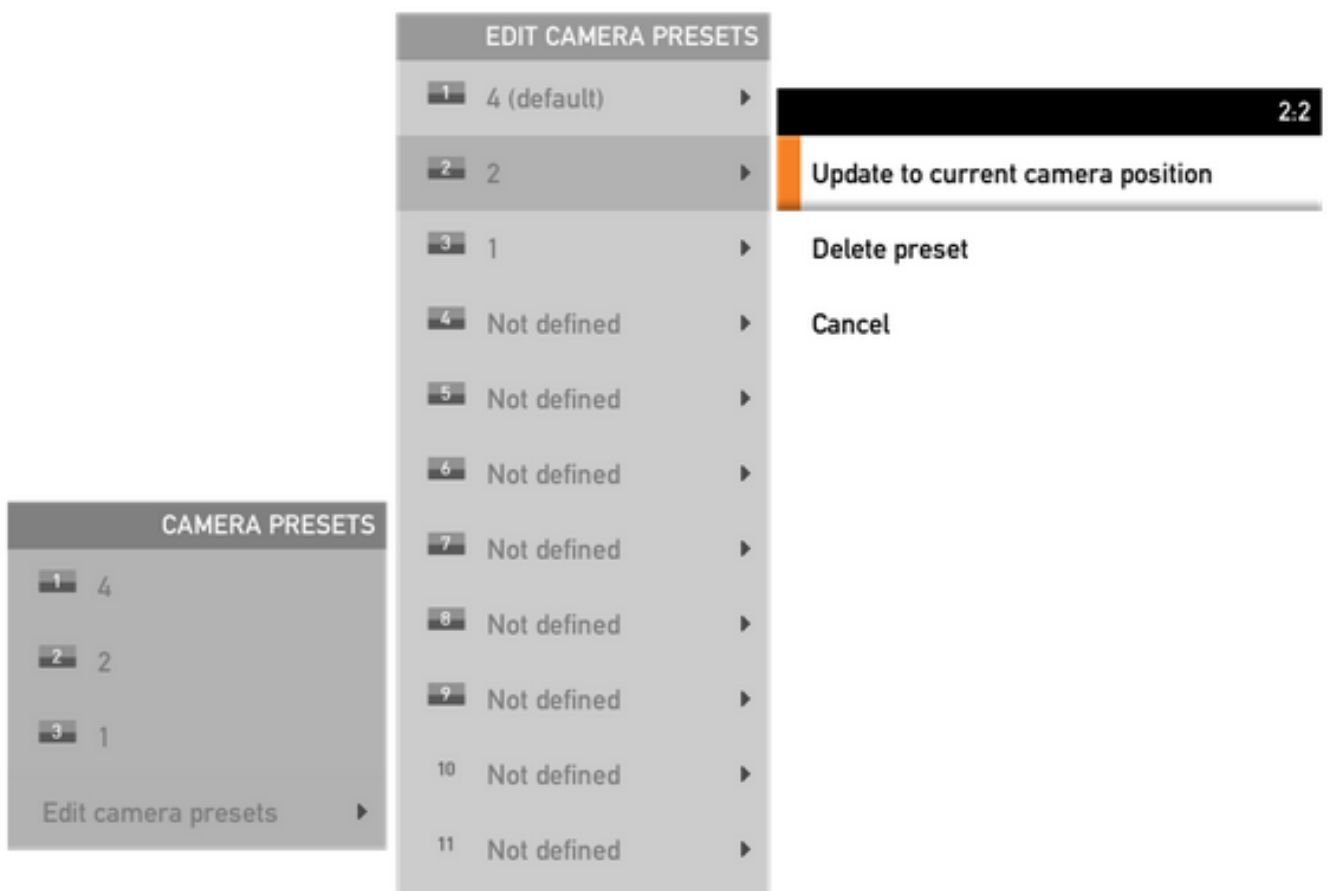 EDIT CAMERA PRESETS
1 4 (default)
2 2
3 1
4 Not defined
5 Not defined
6 Not defined
7 Not defined
8 Not defined
9 Not defined
10 Not defined
11 Not defined
2:2
Update to current camera position
Delete preset
Cancel
CAMERA PRESETS
1 4
2 2
3 1
Edit camera presets